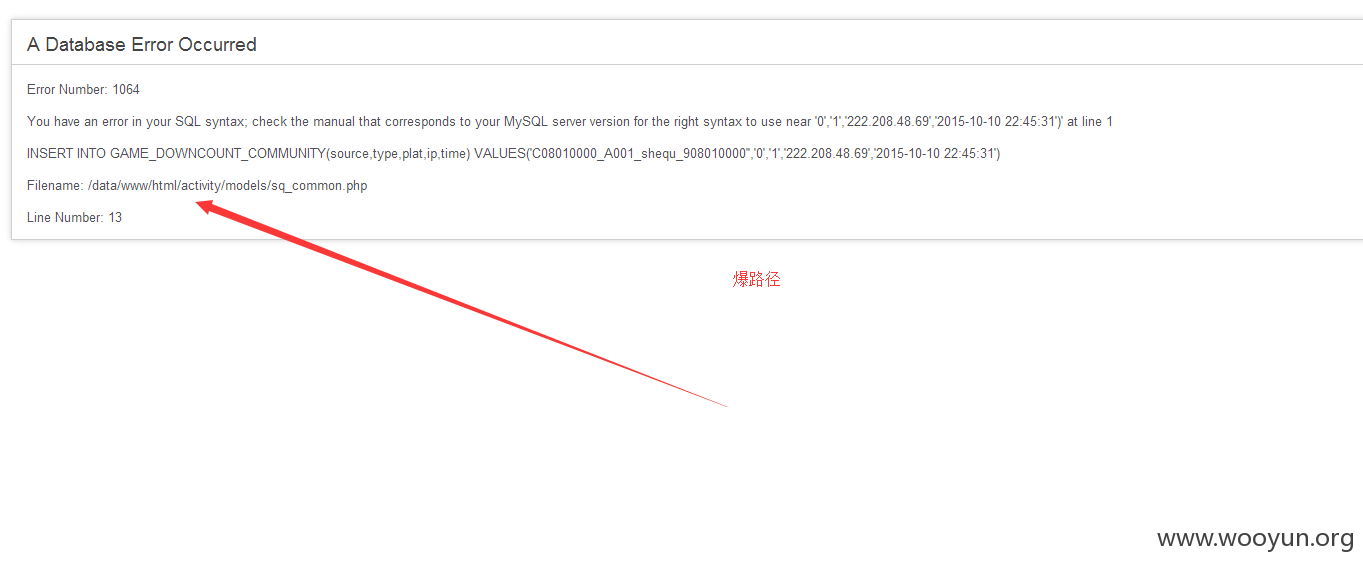 A Database Error Occurred
Error Number: 1064
You have an error in your SQL syntax; check the manual that corresponds to your MySQL server version for the right syntax to use near '0','1','222.208.48.69','2015-10-10 22:45:31')' at line 1
INSERT INTO GAME_DOWNCOUNT_COMMUNITY(source,type,plat,ip,time) VALUES('C08010000_A001_shequ_908010000'','0','1','222.208.48.69','2015-10-10 22:45:31')
Filename: /data/www/html/activity/models/sq_common.php
Line Number: 13
爆路径
www.wooyun.org